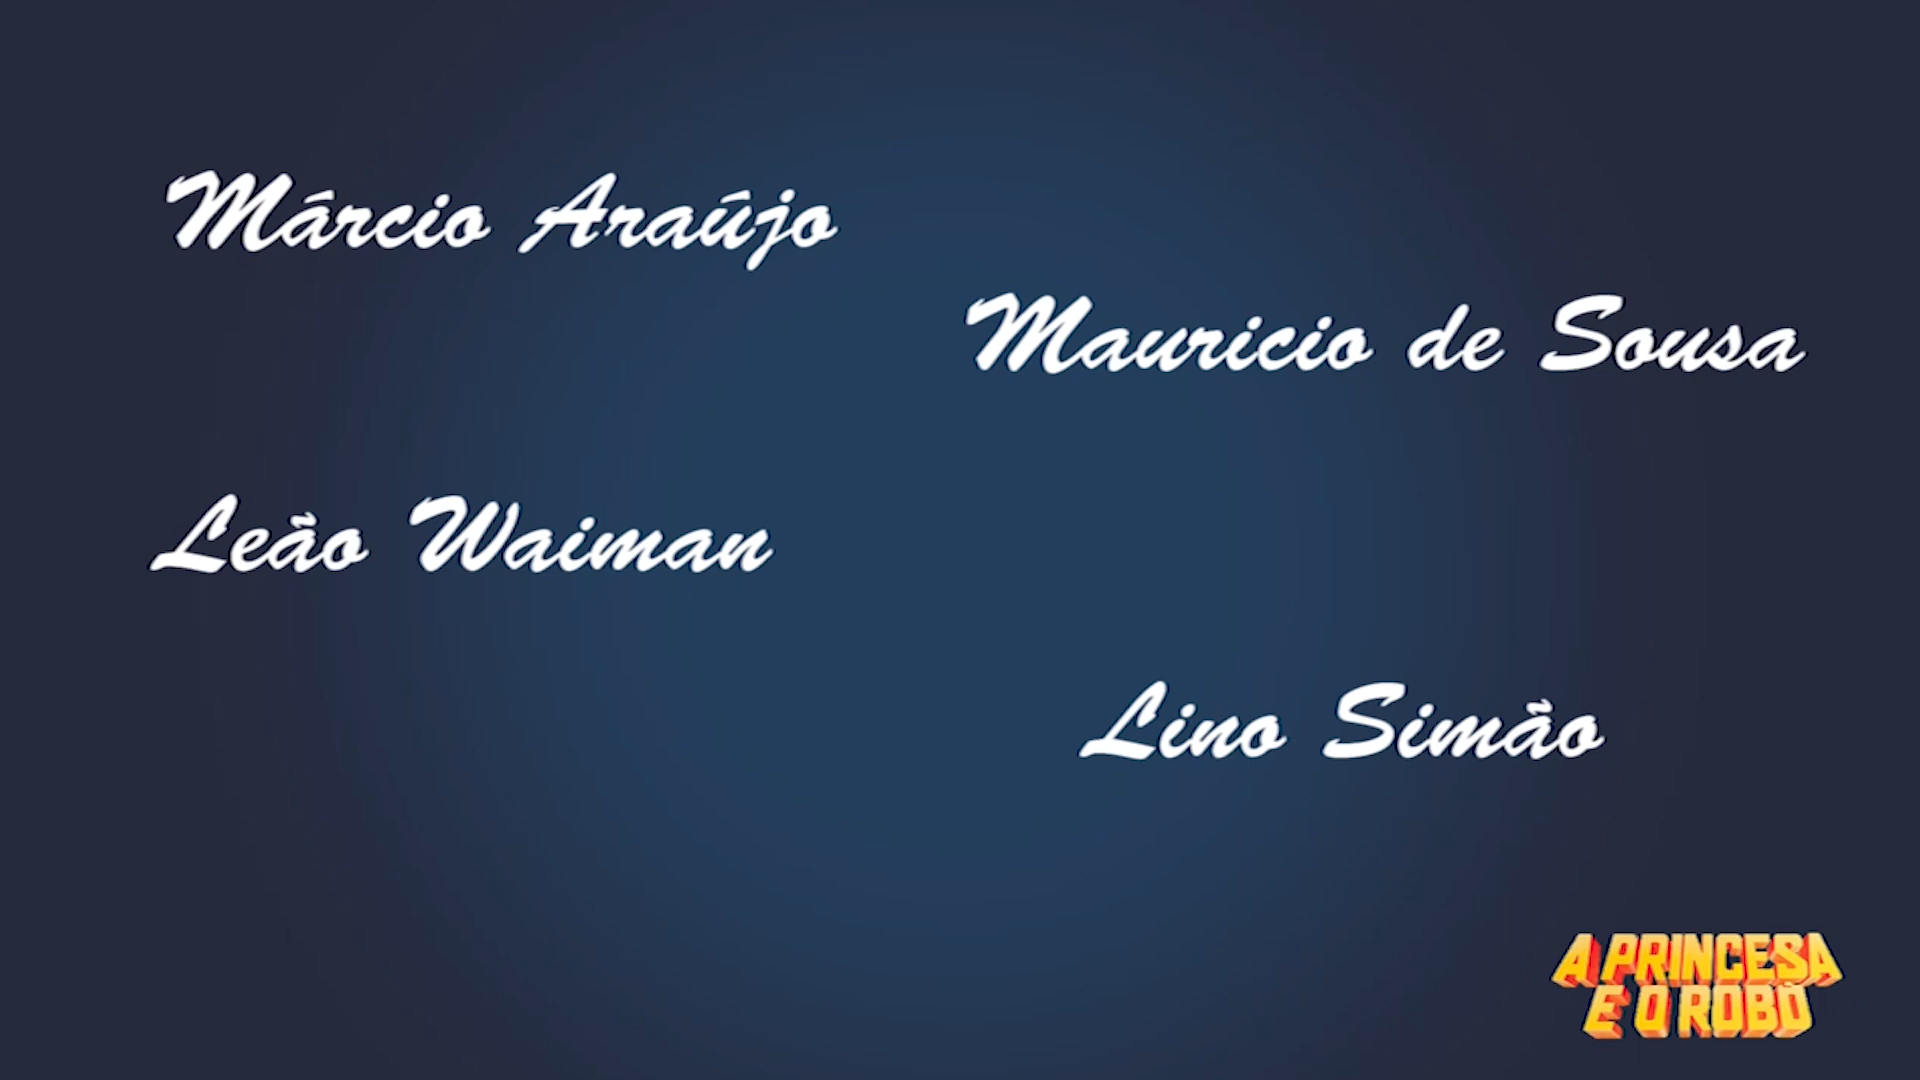 Márcio Araújo
Mauricio de Sousa
Leão Waiman
Lino Simão
A PRINCESA
E O ROBÔ